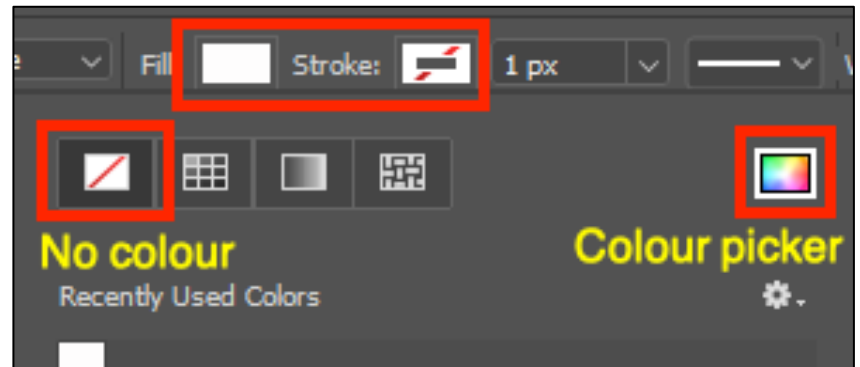 Fill Stroke: 1 px
No colour
Colour picker
Recently Used Colors